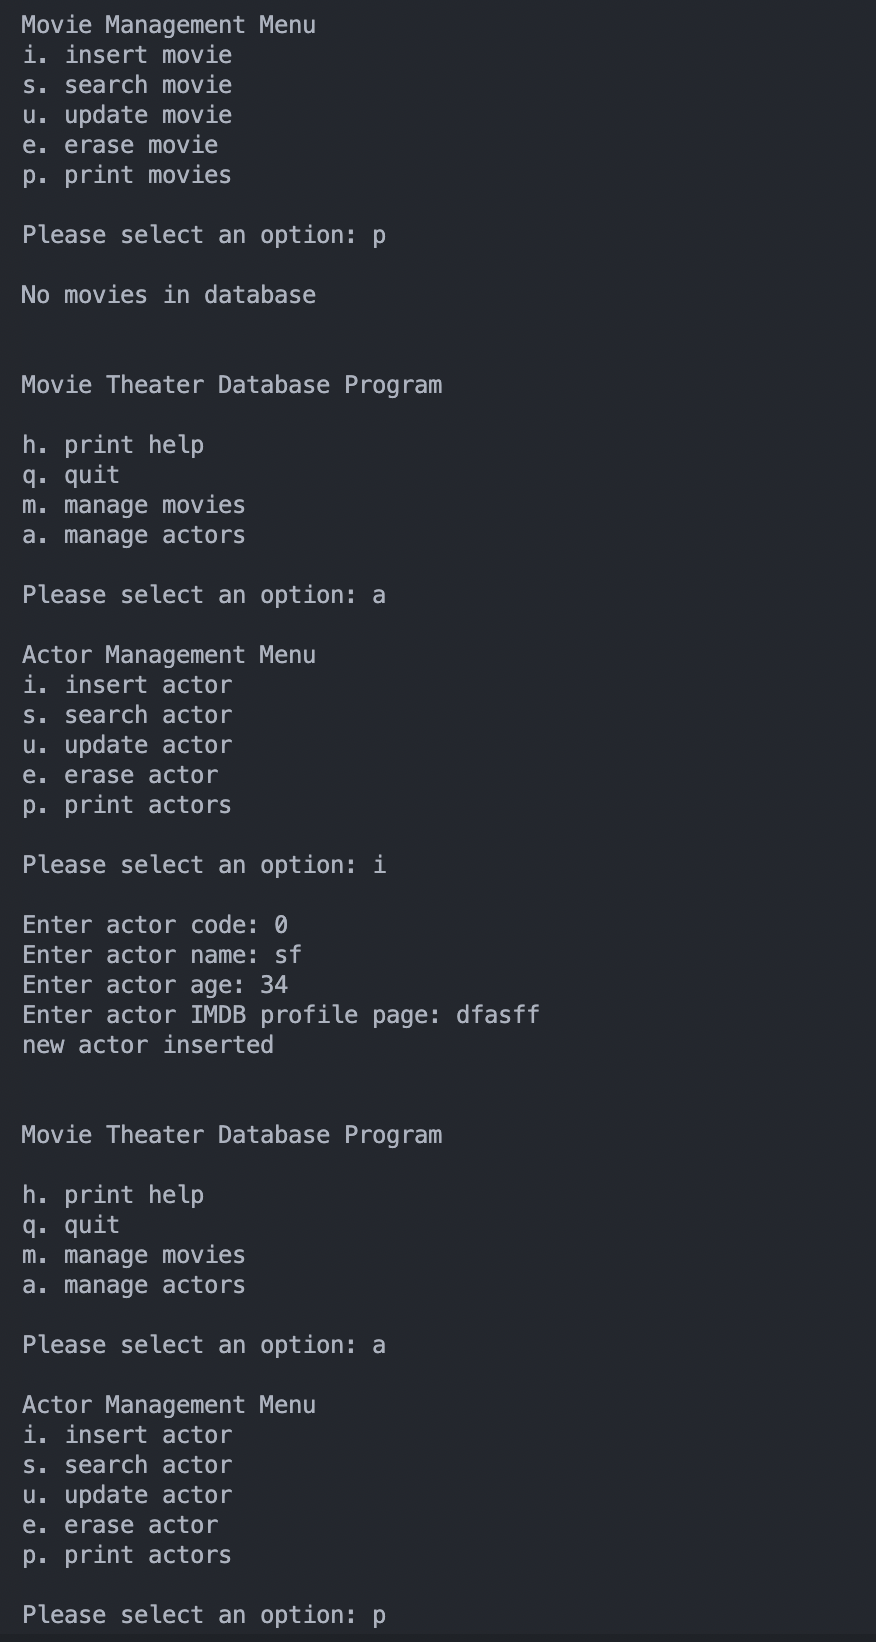 Movie Management Menu
i. insert movie
s. search movie
u. update movie
e. erase movie
p. print movies
Please select an option: p
No movies in database
Movie Theater Database Program
h. print help
q. quit
m. manage movies
a. manage actors
Please select an option: a
Actor Management Menu
i. insert actor
s. search actor
u. update actor
e. erase actor
p. print actors
Please select an option: i
Enter actor code: 0
Enter actor name: sf
Enter actor age: 34
Enter actor IMDB profile page: dfasff
new actor inserted
Movie Theater Database Program
h. print help
q. quit
m. manage movies
a. manage actors
Please select an option: a
Actor Management Menu
i. insert actor
s. search actor
u. update actor
e. erase actor
p. print actors
Please select an option: p